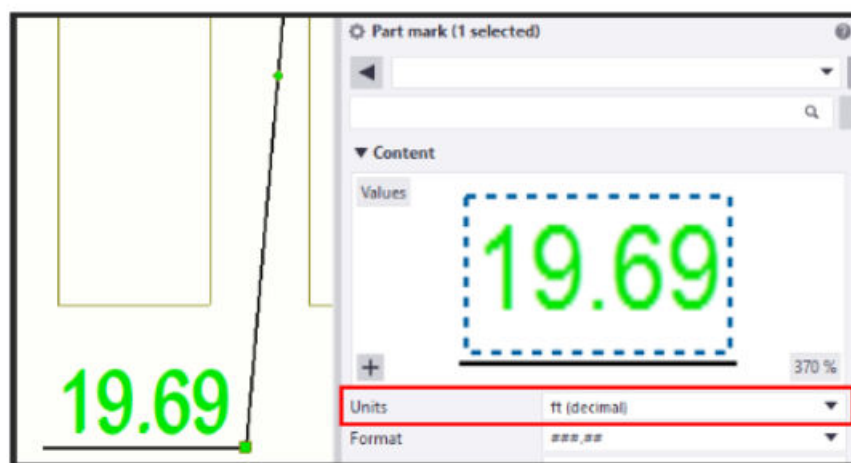 Part mark (1 selected)
Content
Values
19.69
370 %
19.69
Units ft (decimal)
Format ###.##